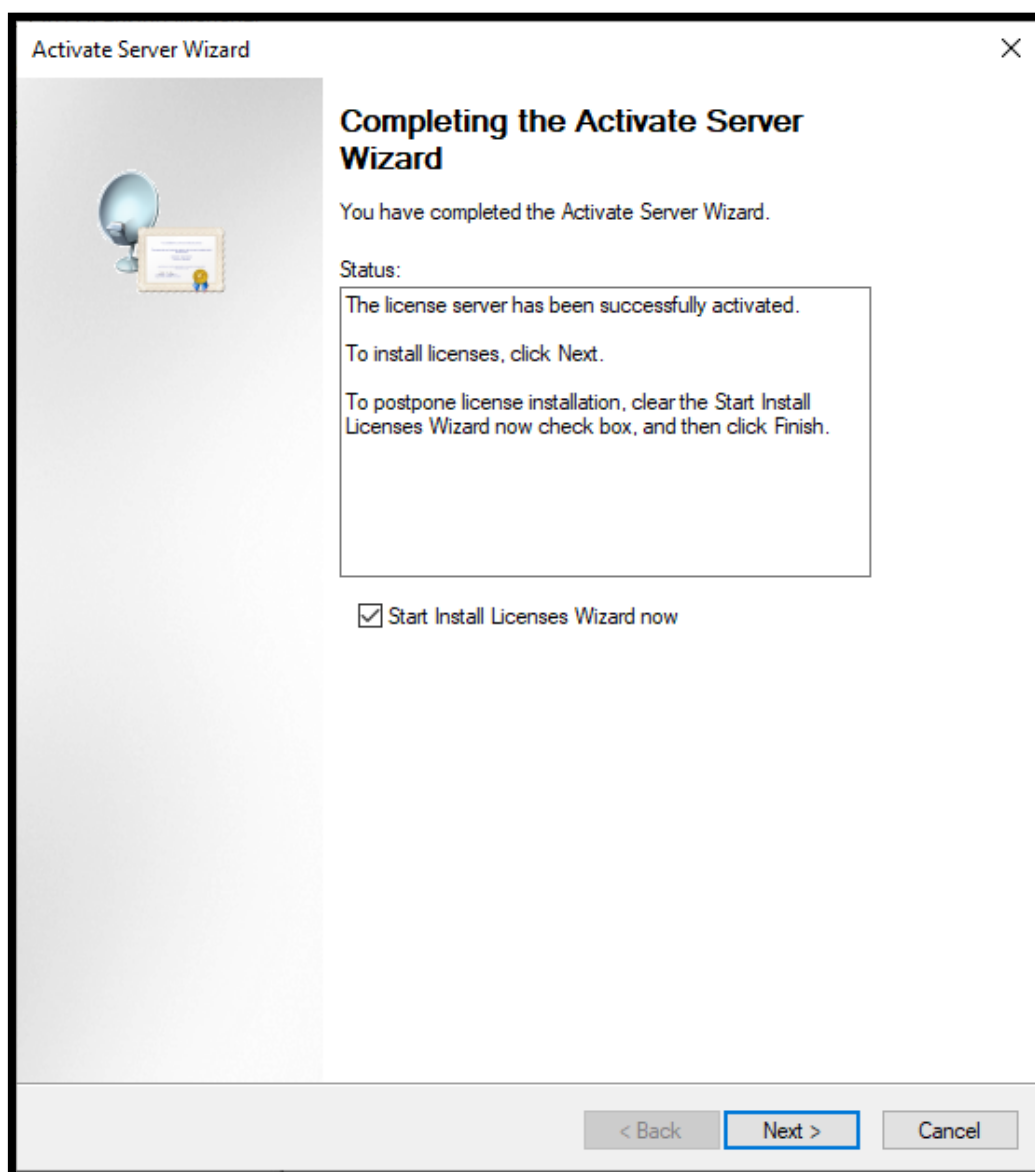 Activate Server Wizard
Completing the Activate Server
Wizard
You have completed the Activate Server Wizard.
Status:
The license server has been successfully activated.
To install licenses, click Next.
To postpone license installation, clear the Start Install
Licenses Wizard now check box, and then click Finish.
Start Install Licenses Wizard now
< Back
Next >
Cancel